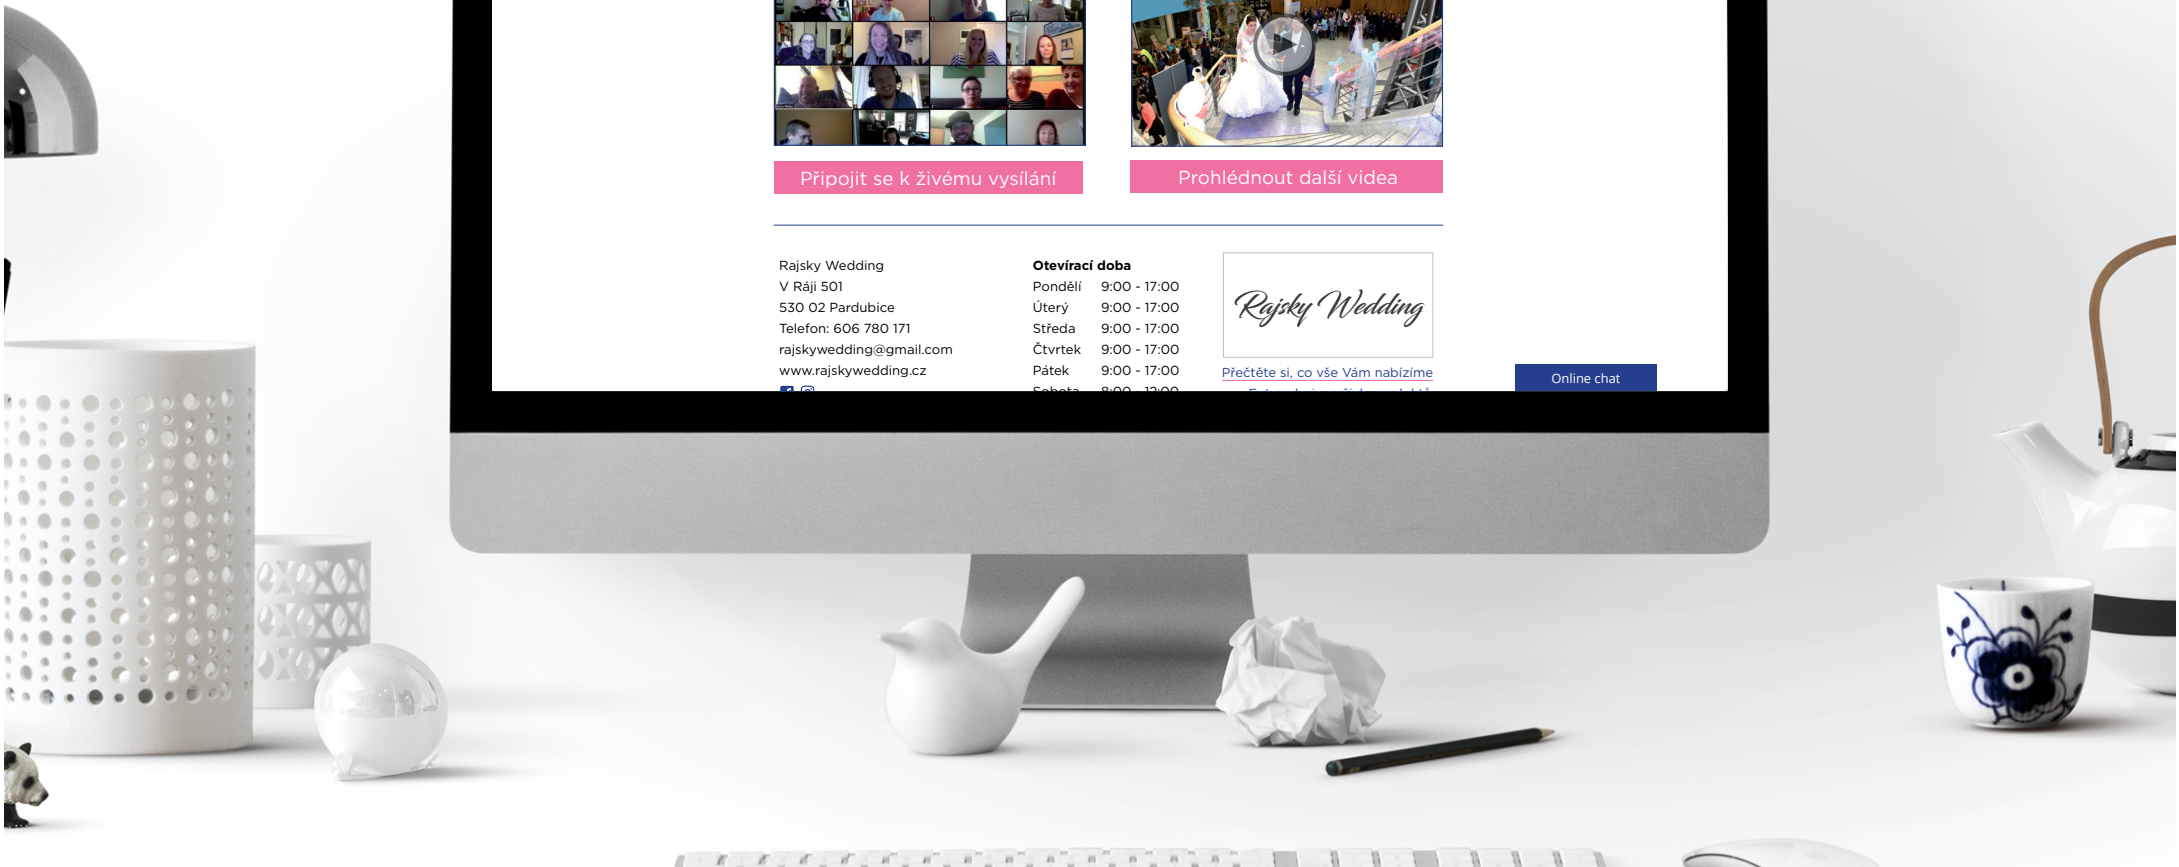 Připojit se k živému vysílání
Prohlédnout další videa
Rajsky Wedding
V Ráji 501
530 02 Pardubice
Telefon: 606 780 171
rajskywedding@gmail.com
www.rajskywedding.cz
Otevírací doba
Pondělí 9:00 - 17:00
Úterý 9:00 - 17:00
Středa 9:00 - 17:00
Čtvrtek 9:00 - 17:00
Pátek 9:00 - 17:00
Rajsky Wedding
Přečtěte si, co vše Vám nabízíme
Online chat